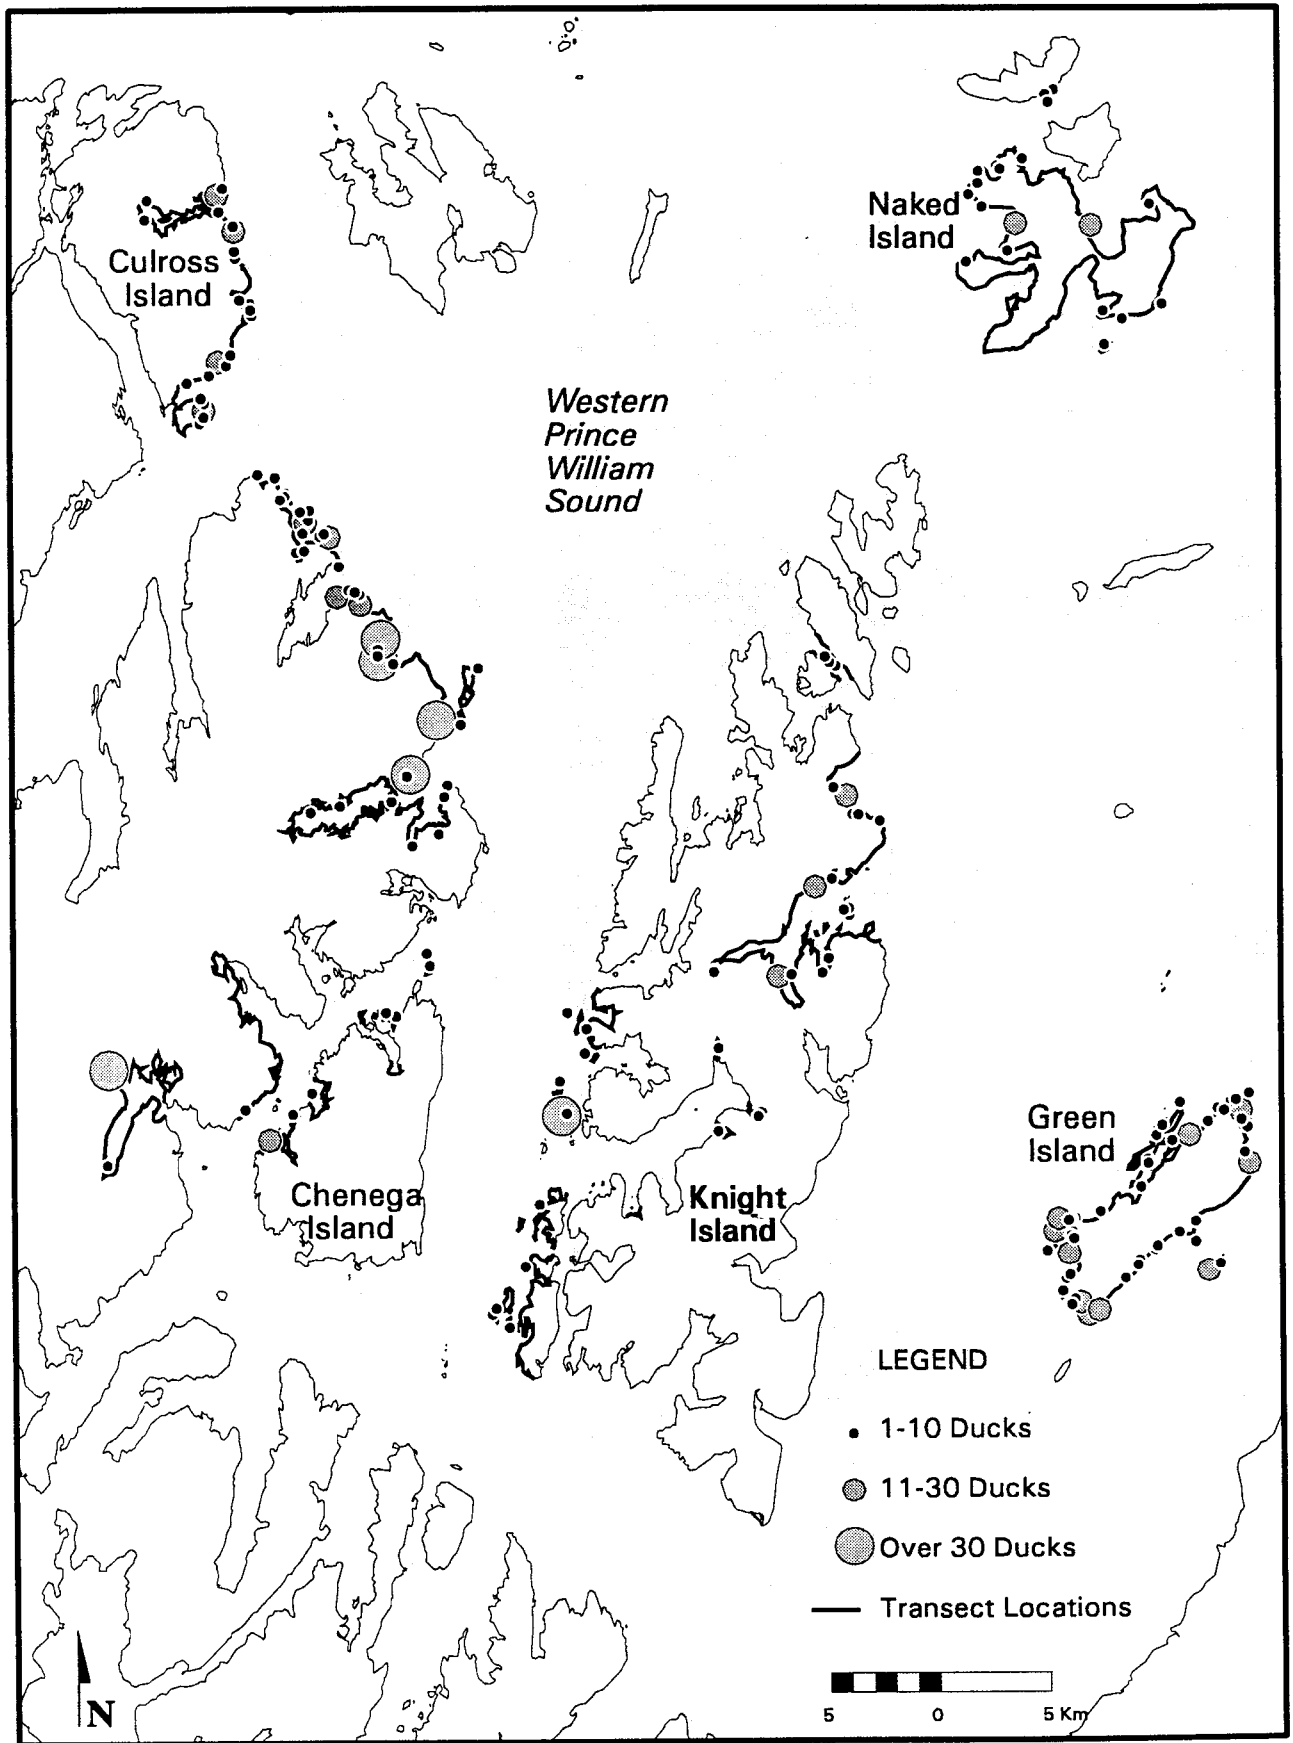 Naked
Island
Culross
Island
Western
Prince
William
Sound
Green
Island
Chenega
Island
Knight
Island
LEGEND
1-10 Ducks
11-30 Ducks
Over 30 Ducks
Transect Locations
N
5 0 5 Km